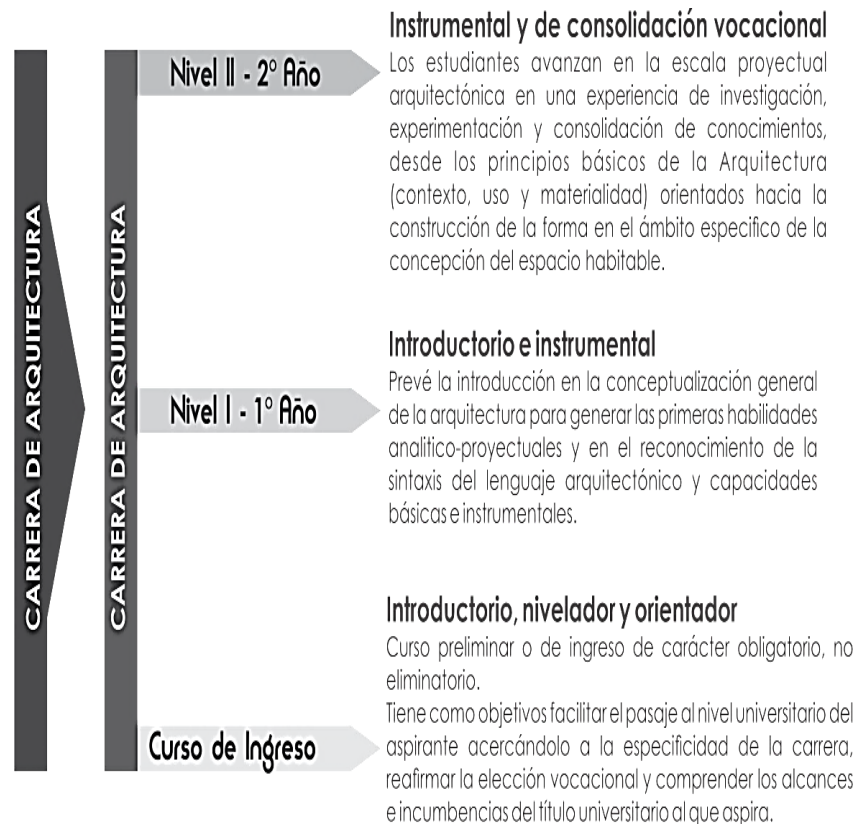 CARRERA DE ARQUITECTURA
CARRERA DE ARQUITECTURA
Nivel II - 2° Año
Instrumental y de consolidación vocacional
Los estudiantes avanzan en la escala proyectual
arquitectónica en una experiencia de investigación,
experimentación y consolidación de conocimientos,
desde los principios básicos de la Arquitectura
(contexto, uso y materialidad) orientados hacia la
construcción de la forma en el ámbito especifico de la
concepción del espacio habitable.
Nivel I - 1° Año
Introductorio e instrumental
Prevé la introducción en la conceptualización general
de la arquitectura para generar las primeras habilidades
analitico-proyectuales y en el reconocimiento de la
sintaxis del lenguaje arquitectónico y capacidades
básicas e instrumentales.
Curso de Ingreso
Introductorio, nivelador y orientador
Curso preliminar o de ingreso de carácter obligatorio, no
eliminatorio.
Tiene como objetivos facilitar el pasaje al nivel universitario del
aspirante acercándolo a la especificidad de la carrera,
reafirmar la elección vocacional y comprender los alcances
e incumbencias del título universitario al que aspira.